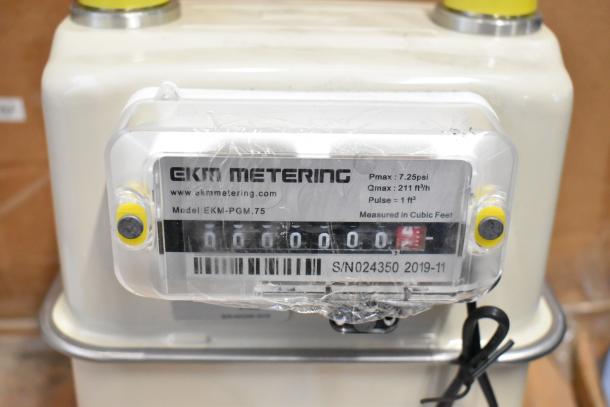 EKM METERING
www.ekmmetering.com
Model:EKM-PGM.75
Pmax : 7.25psi
Qmax : 211 ft³/h
Pulse = 1 ft³
Measured in Cubic Feet
0 0 0 0 0 0 0
S/N024350 2019-11